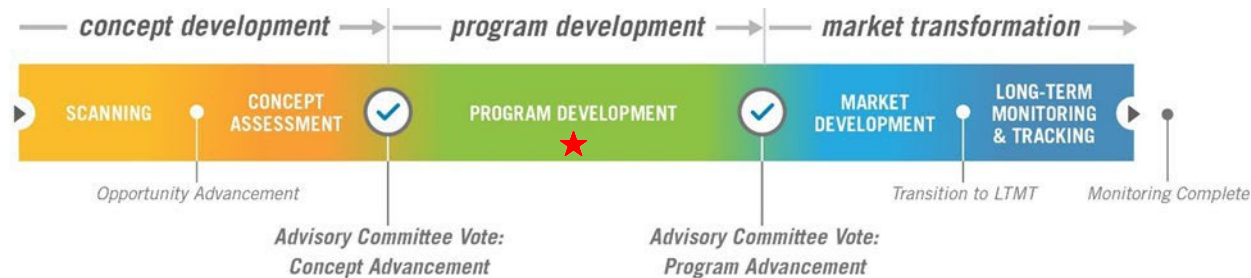 concept development
program development
market transformation
SCANNING
CONCEPT
ASSESSMENT
PROGRAM DEVELOPMENT
MARKET
DEVELOPMENT
LONG-TERM
MONITORING
& TRACKING
Opportunity Advancement
Transition to LTMT
Monitoring Complete
Advisory Committee Vote:
Concept Advancement
Advisory Committee Vote:
Program Advancement